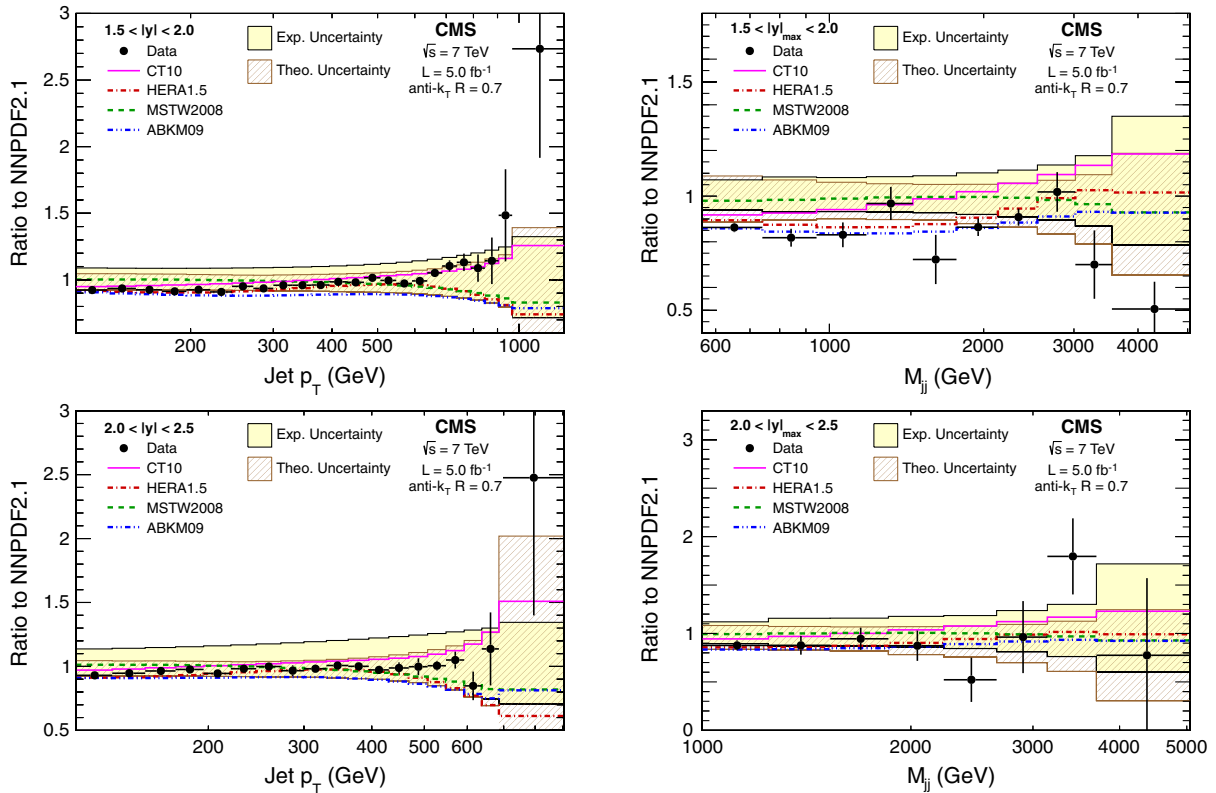 1.5 < |y| < 2.0
Data
CT10
HERA1.5
MSTW2008
ABKM09
Exp. Uncertainty
Theo. Uncertainty
CMS
√s = 7 TeV
L = 5.0 fb-1
anti-kT R = 0.7
Ratio to NNPDF2.1
3
2.5
2
1.5
1
200 300 400 500 1000
Jet pT (GeV)
1.5 < |y|max < 2.0
Data
CT10
HERA1.5
MSTW2008
ABKM09
Exp. Uncertainty
Theo. Uncertainty
CMS
√s = 7 TeV
L = 5.0 fb-1
anti-kT R = 0.7
Ratio to NNPDF2.1
1.5
1.0
0.5
600 1000 2000 3000 4000
Mjj (GeV)
2.0 < |y| < 2.5
Data
CT10
HERA1.5
MSTW2008
ABKM09
Exp. Uncertainty
Theo. Uncertainty
CMS
√s = 7 TeV
L = 5.0 fb-1
anti-kT R = 0.7
Ratio to NNPDF2.1
3
2.5
2
1.5
1
0.5
200 300 400 500 600
Jet pT (GeV)
2.0 < |y|max < 2.5
Data
CT10
HERA1.5
MSTW2008
ABKM09
Exp. Uncertainty
Theo. Uncertainty
CMS
√s = 7 TeV
L = 5.0 fb-1
anti-kT R = 0.7
Ratio to NNPDF2.1
3
2
1
0
1000 2000 3000 4000 5000
Mjj (GeV)